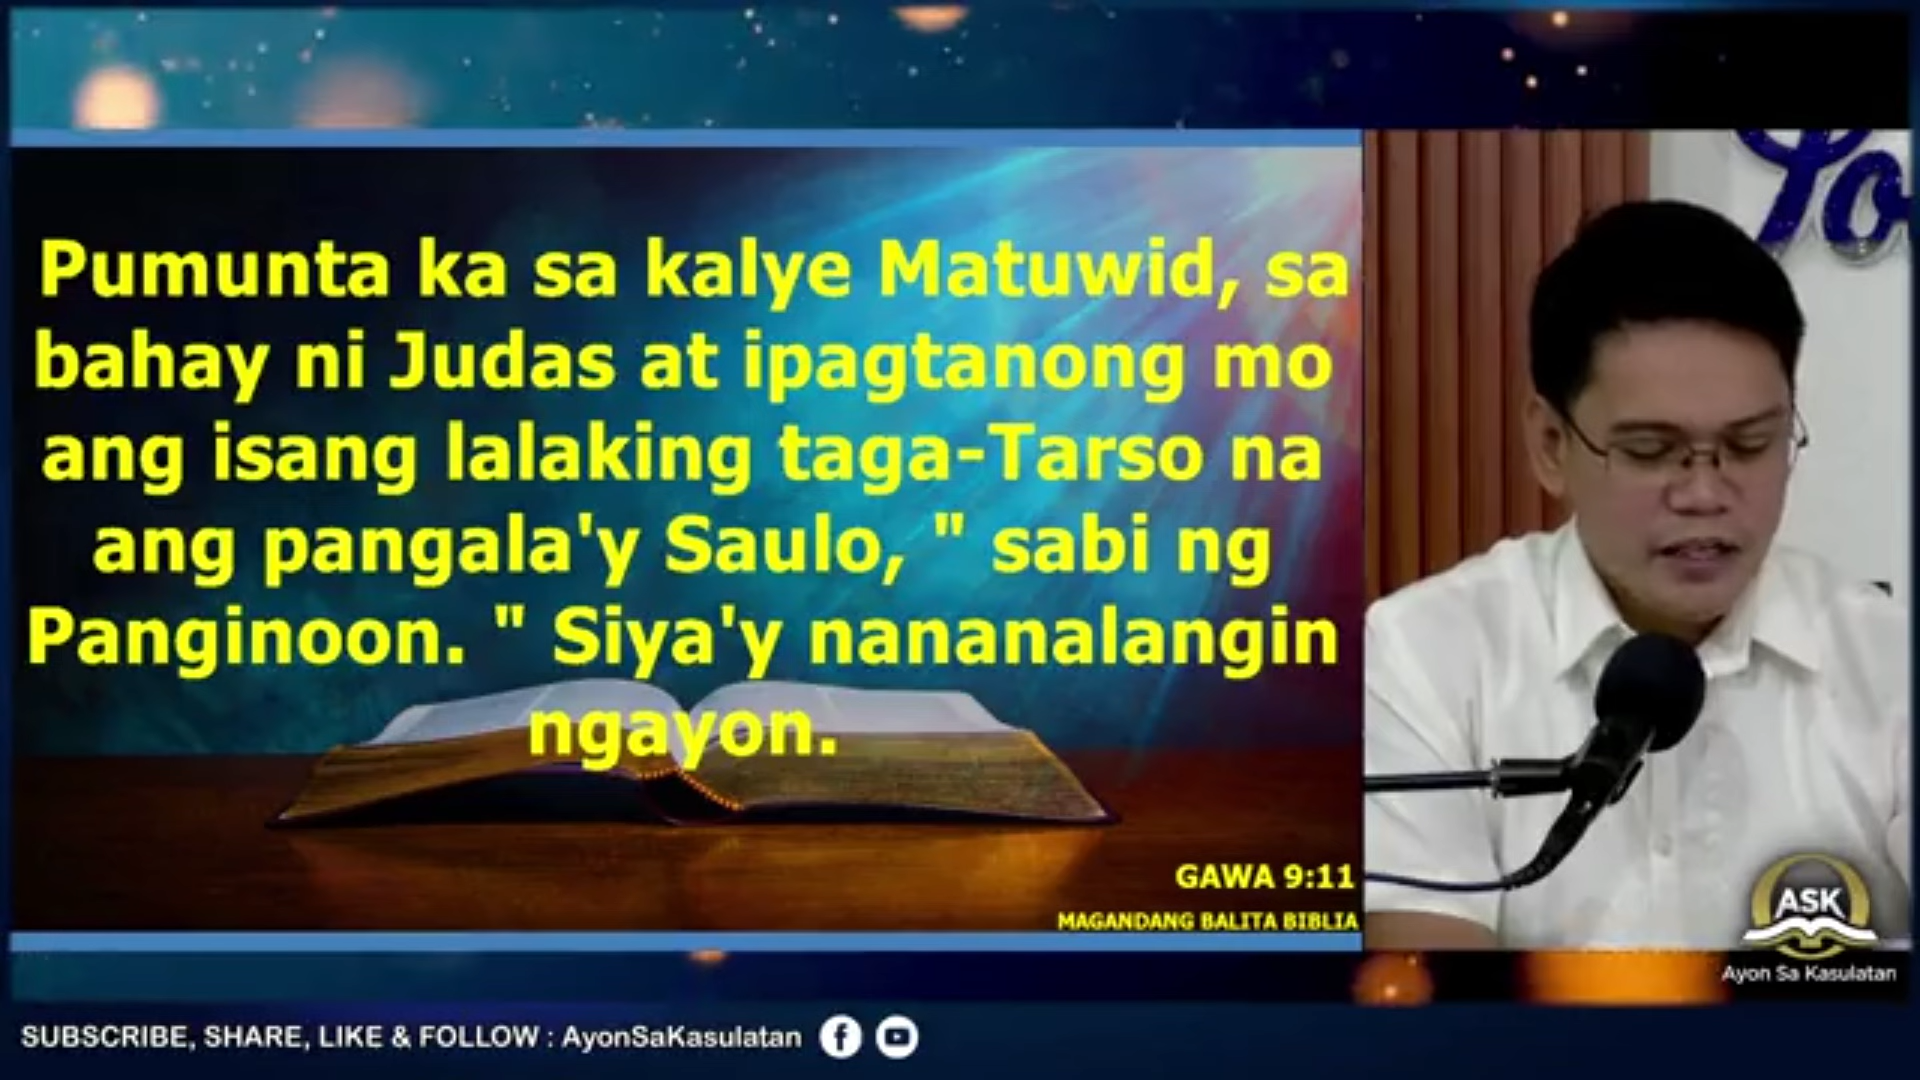 Pumunta ka sa kalye Matuwid, sa
bahay ni Judas at ipagtanong mo
ang isang lalaking taga-Tarso na
ang pangala'y Saulo, " sabi ng
Panginoon. " Siya'y nananalangin
ngayon.
GAWA 9:11
MAGANDANG BALITA BIBLIA
ASK
Ayon Sa Kasulatan
SUBSCRIBE, SHARE, LIKE & FOLLOW : AyonSaKasulatan